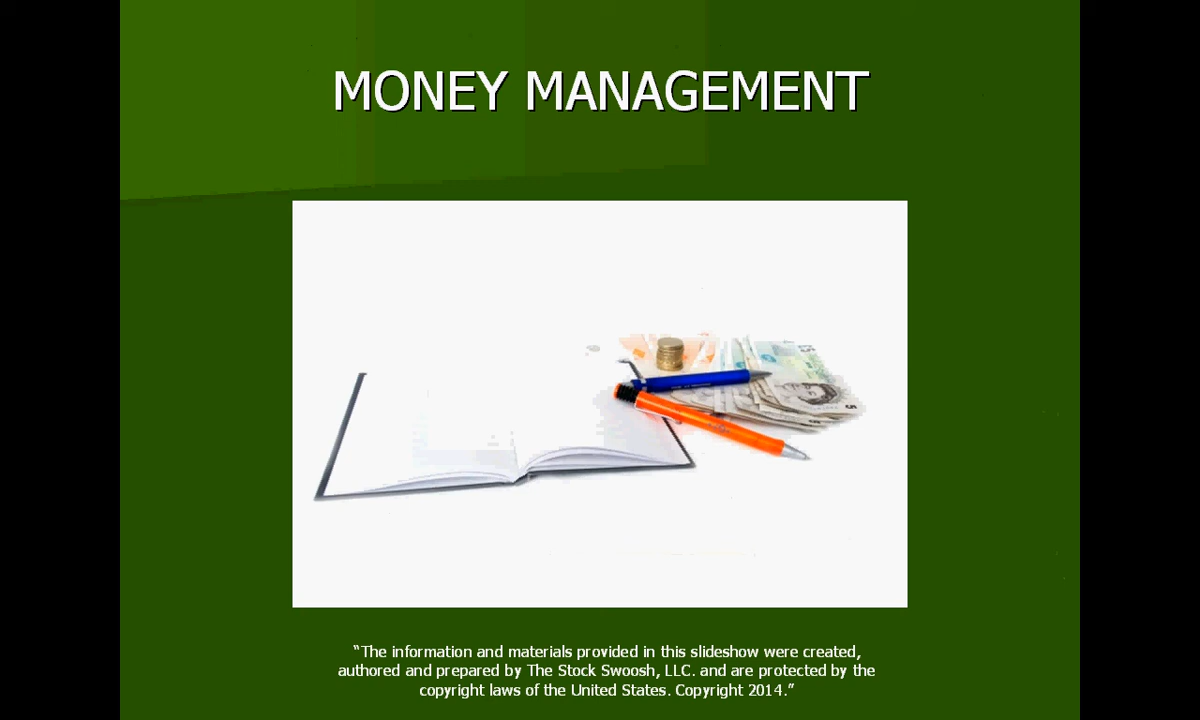 MONEY MANAGEMENT
“The information and materials provided in this slideshow were created,
authored and prepared by The Stock Swoosh, LLC. and are protected by the
copyright laws of the United States. Copyright 2014.”